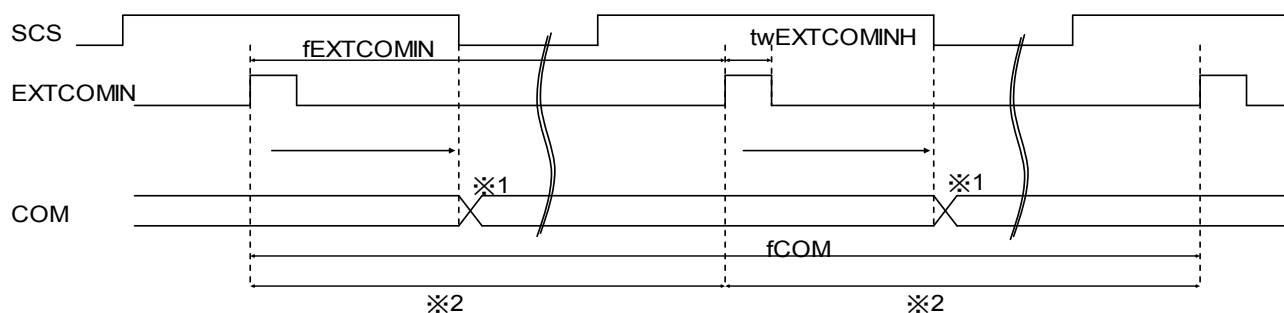 SCS
fEXTCOMIN
twEXTCOMINH
EXTCOMIN
※1
※1
COM
fCOM
※2
※2